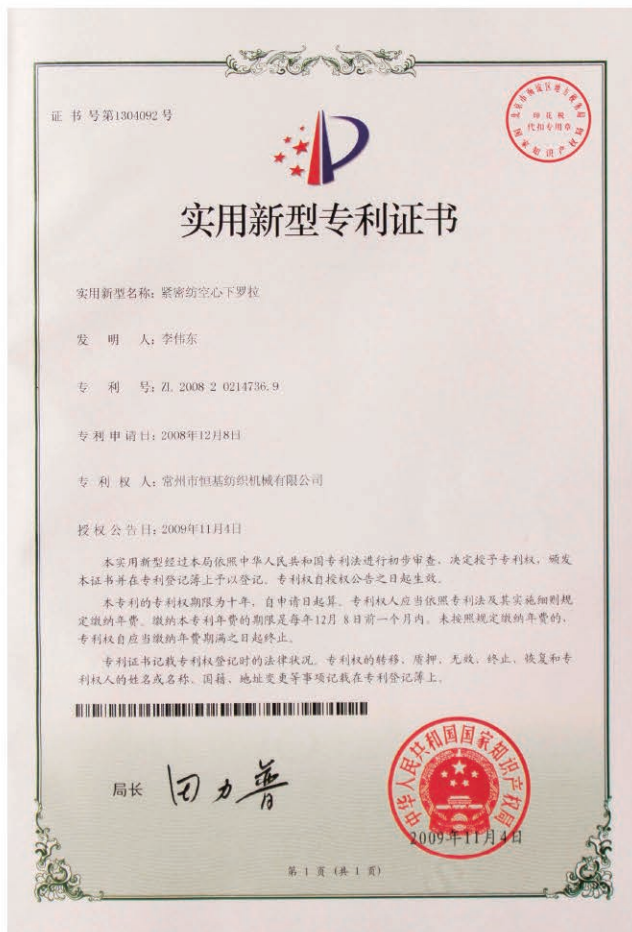 证 书 号第1304092 号
印 花 税
代扣专用章
国家知识产权局
实用新型专利证书
实用新型名称：紧密纺空心下罗拉
发 明 人：李伟东
专 利 号：ZL 2008 2 0214736.9
专 利 申 请 日：2008年12月8日
专 利 权 人：常州市恒基纺织机械有限公司
授 权 公 告 日：2009年11月4日
本实用新型经过本局依照中华人民共和国专利法进行初步审查，决定授予专利权，颁发
本证书并在专利登记簿上予以登记。专利权自授权公告之日起生效。
本专利的专利权期限为十年，自申请日起算。专利权人应当依照专利法及其实施细则规
定缴纳年费。缴纳本专利年费的期限是每年12月 8 日前一个月内。未按照规定缴纳年费的，
专利权自应当缴纳年费期满之日起终止。
专利证书记载专利权登记时的法律状况。专利权的转移、质押、无效、终止、恢复和专
利权人的姓名或名称、国籍、地址变更等事项记载在专利登记簿上。
局长 田力普
中华人民共和国国家知识产权局
2009年11月4日
第 1 页 (共 1 页)